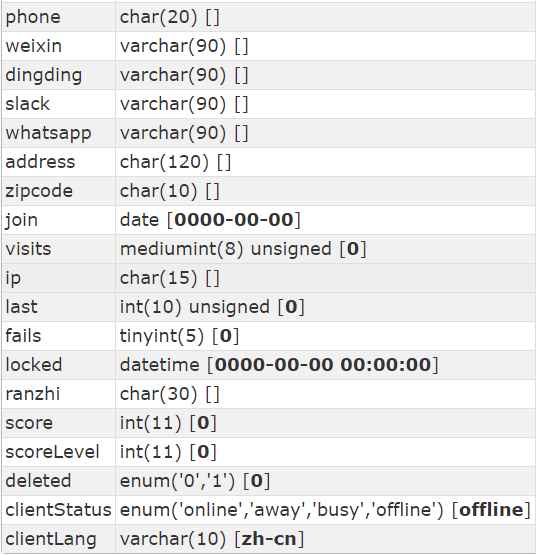 phone char(20) []
weixin varchar(90) []
dingding varchar(90) []
slack varchar(90) []
whatsapp varchar(90) []
address char(120) []
zipcode char(10) []
join date [0000-00-00]
visits mediumint(8) unsigned [0]
ip char(15) []
last int(10) unsigned [0]
fails tinyint(5) [0]
locked datetime [0000-00-00 00:00:00]
ranzhi char(30) []
score int(11) [0]
scoreLevel int(11) [0]
deleted enum('0','1') [0]
clientStatus enum('online','away','busy','offline') [offline]
clientLang varchar(10) [zh-cn]